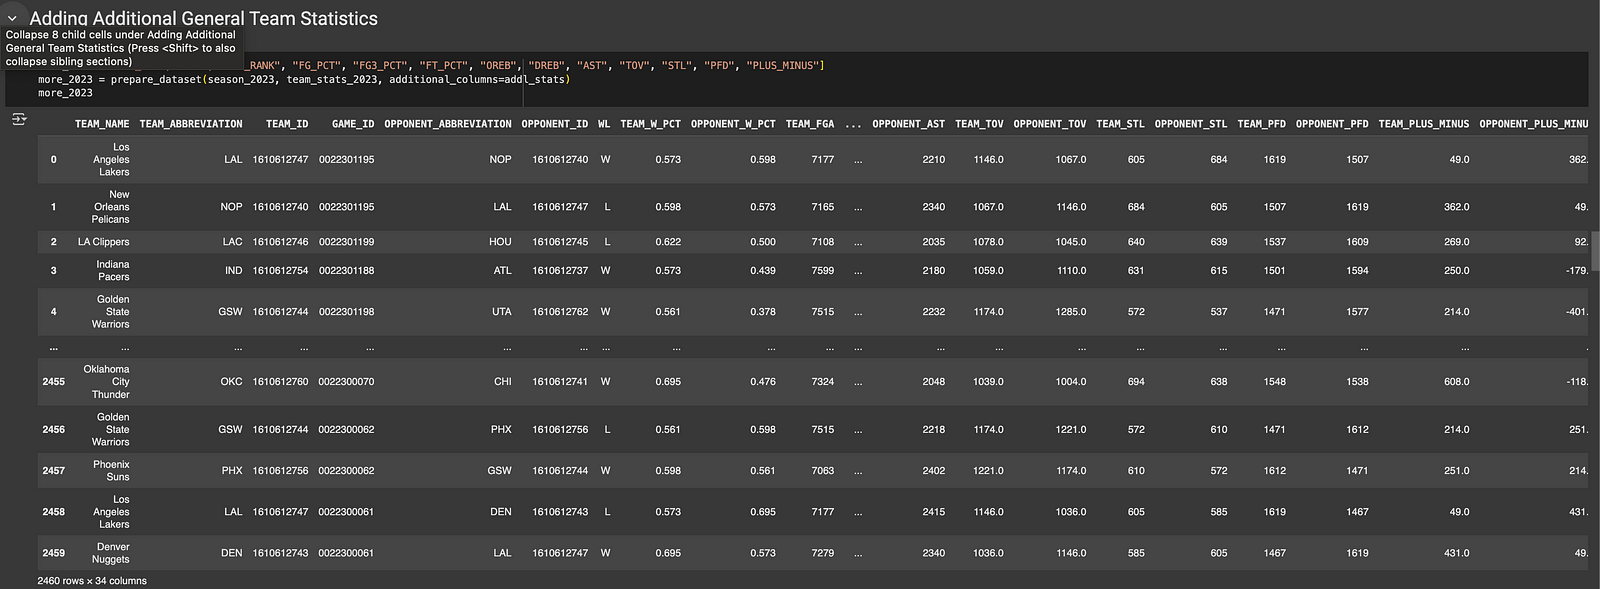 Adding Additional General Team Statistics
Collapse 8 child cells under Adding Additional
General Team Statistics (Press <Shift> to also
collapse sibling sections)
_RANK", "FG_PCT", "FG3_PCT", "FT_PCT", "OREB", "DREB", "AST", "TOV", "STL", "PFD", "PLUS_MINUS"]
more_2023 = prepare_dataset(season_2023, team_stats_2023, additional_columns=addl_stats)
more_2023
TEAM_NAME TEAM_ABBREVIATION TEAM_ID GAME_ID OPPONENT_ABBREVIATION OPPONENT_ID WL TEAM_W_PCT OPPONENT_W_PCT TEAM_FGA ... OPPONENT_AST TEAM_TOV OPPONENT_TOV TEAM_STL OPPONENT_STL TEAM_PFD OPPONENT_PFD TEAM_PLUS_MINUS OPPONENT_PLUS_MINU
0 Los Angeles Lakers LAL 1610612747 0022301195 NOP 1610612740 W 0.573 0.598 7177 ... 2210 1146.0 1067.0 605 684 1619 1507 49.0 362.
1 New Orleans Pelicans NOP 1610612740 0022301195 LAL 1610612747 L 0.598 0.573 7165 ... 2340 1067.0 1146.0 684 605 1507 1619 362.0 49.
2 LA Clippers LAC 1610612746 0022301199 HOU 1610612745 L 0.622 0.500 7108 ... 2035 1078.0 1045.0 640 639 1537 1609 269.0 92.
3 Indiana Pacers IND 1610612754 0022301188 ATL 1610612737 W 0.573 0.439 7599 ... 2180 1059.0 1110.0 631 615 1501 1594 250.0 -179.
4 Golden State Warriors GSW 1610612744 0022301198 UTA 1610612762 W 0.561 0.378 7515 ... 2232 1174.0 1285.0 572 537 1471 1577 214.0 -401.
... ... ... ... ... ... ... ... ... ... ... ... ... ... ... ... ... ... ... ... .
2455 Oklahoma City Thunder OKC 1610612760 0022300070 CHI 1610612741 W 0.695 0.476 7324 ... 2048 1039.0 1004.0 694 638 1548 1538 608.0 -118.
2456 Golden State Warriors GSW 1610612744 0022300062 PHX 1610612756 L 0.561 0.598 7515 ... 2218 1174.0 1221.0 572 610 1471 1612 214.0 251.
2457 Phoenix Suns PHX 1610612756 0022300062 GSW 1610612744 W 0.598 0.561 7063 ... 2402 1221.0 1174.0 610 572 1612 1471 251.0 214.
2458 Los Angeles Lakers LAL 1610612747 0022300061 DEN 1610612743 L 0.573 0.695 7177 ... 2415 1146.0 1036.0 605 585 1619 1467 49.0 431.
2459 Denver Nuggets DEN 1610612743 0022300061 LAL 1610612747 W 0.695 0.573 7279 ... 2340 1036.0 1146.0 585 605 1467 1619 431.0 49.
2460 rows × 34 columns